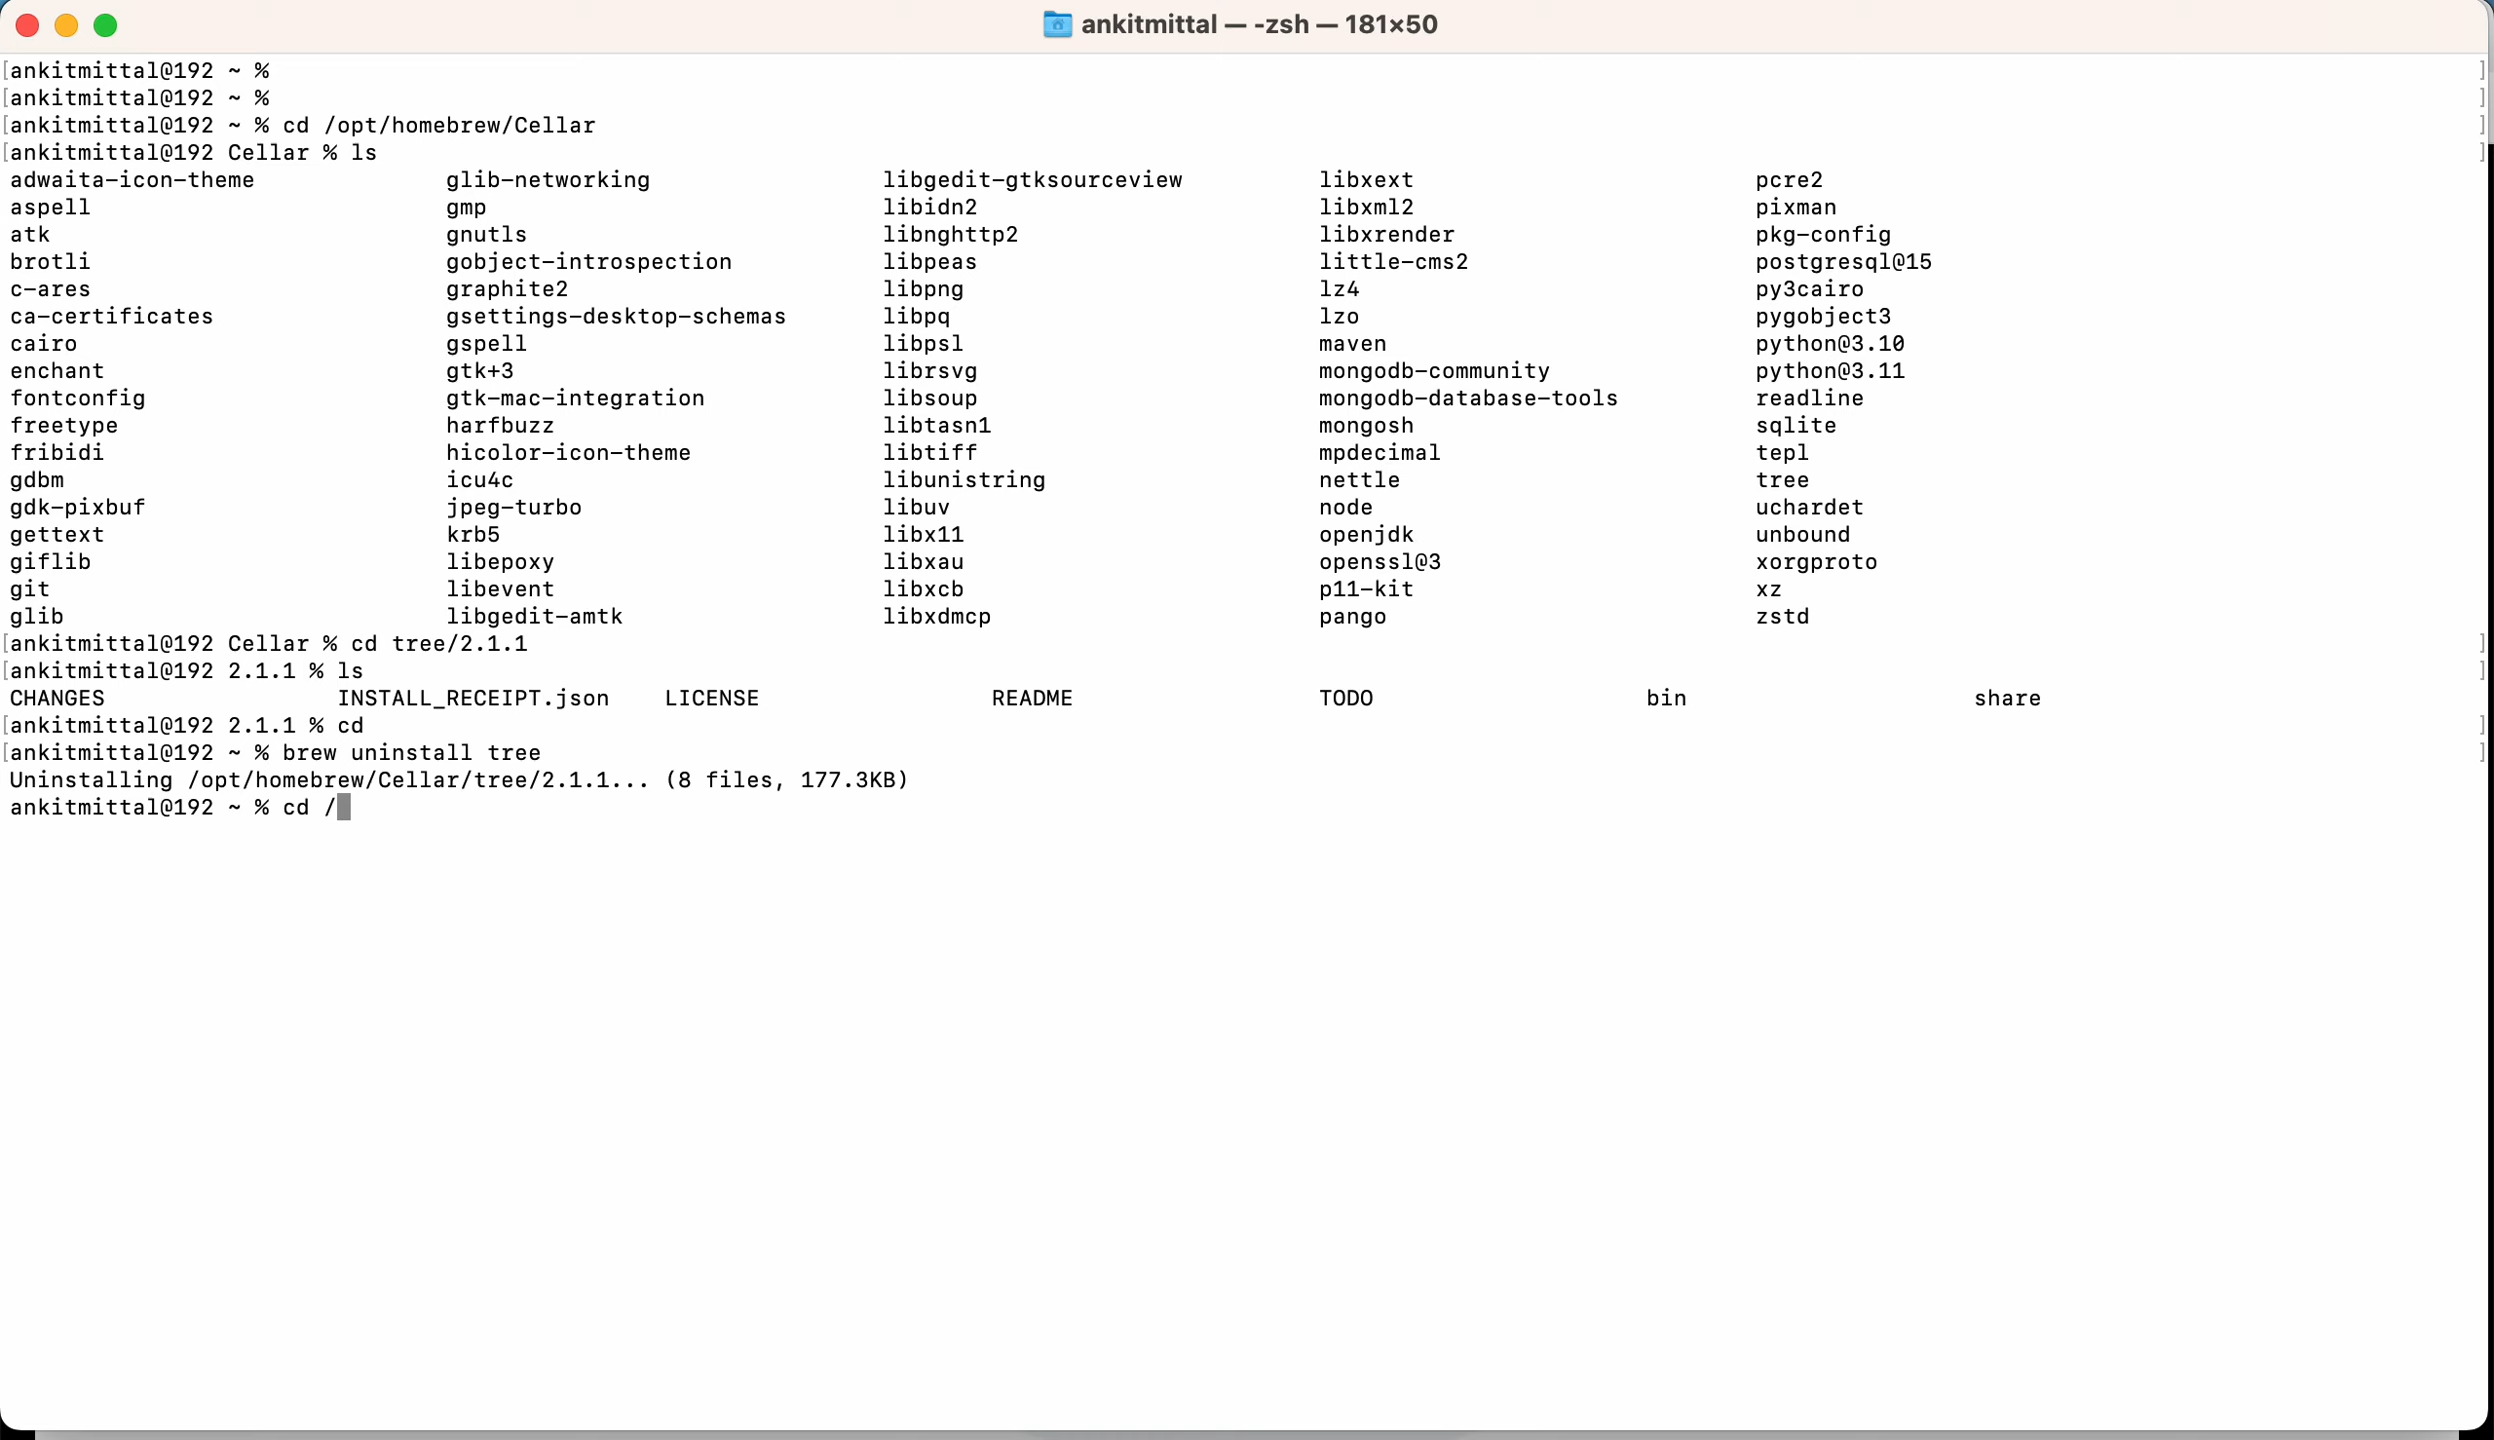 ankitmittal — -zsh — 181×50
[ankitmittal@192 ~ % ]
[ankitmittal@192 ~ % ]
[ankitmittal@192 ~ % cd /opt/homebrew/Cellar ]
[ankitmittal@192 Cellar % ls ]
adwaita-icon-theme glib-networking libgedit-gtksourceview libxext pcre2
aspell gmp libidn2 libxml2 pixman
atk gnutls libnghttp2 libxrender pkg-config
brotli gobject-introspection libpeas little-cms2 postgresql@15
c-ares graphite2 libpng lz4 py3cairo
ca-certificates gsettings-desktop-schemas libpq lzo pygobject3
cairo gspell libpsl maven python@3.10
enchant gtk+3 librsvg mongodb-community python@3.11
fontconfig gtk-mac-integration libsoup mongodb-database-tools readline
freetype harfbuzz libtasn1 mongosh sqlite
fribidi hicolor-icon-theme libtiff mpdecimal tepl
gdbm icu4c libunistring nettle tree
gdk-pixbuf jpeg-turbo libuv node uchardet
gettext krb5 libx11 openjdk unbound
giflib libepoxy libxau openssl@3 xorgproto
git libevent libxcb p11-kit xz
glib libgedit-amtk libxdmcp pango zstd
[ankitmittal@192 Cellar % cd tree/2.1.1 ]
[ankitmittal@192 2.1.1 % ls ]
CHANGES INSTALL_RECEIPT.json LICENSE README TODO bin share
[ankitmittal@192 2.1.1 % cd ]
[ankitmittal@192 ~ % brew uninstall tree ]
Uninstalling /opt/homebrew/Cellar/tree/2.1.1... (8 files, 177.3KB)
ankitmittal@192 ~ % cd /